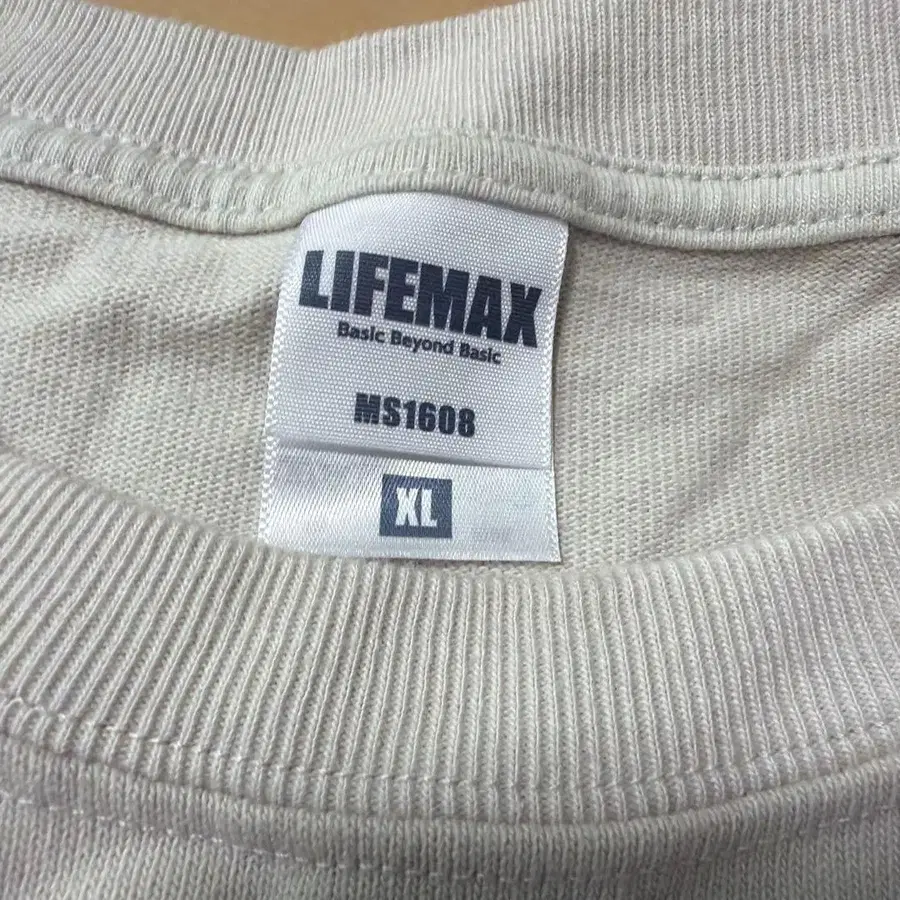 LIFEMAX
Basic Beyond Basic
MS1608
XL